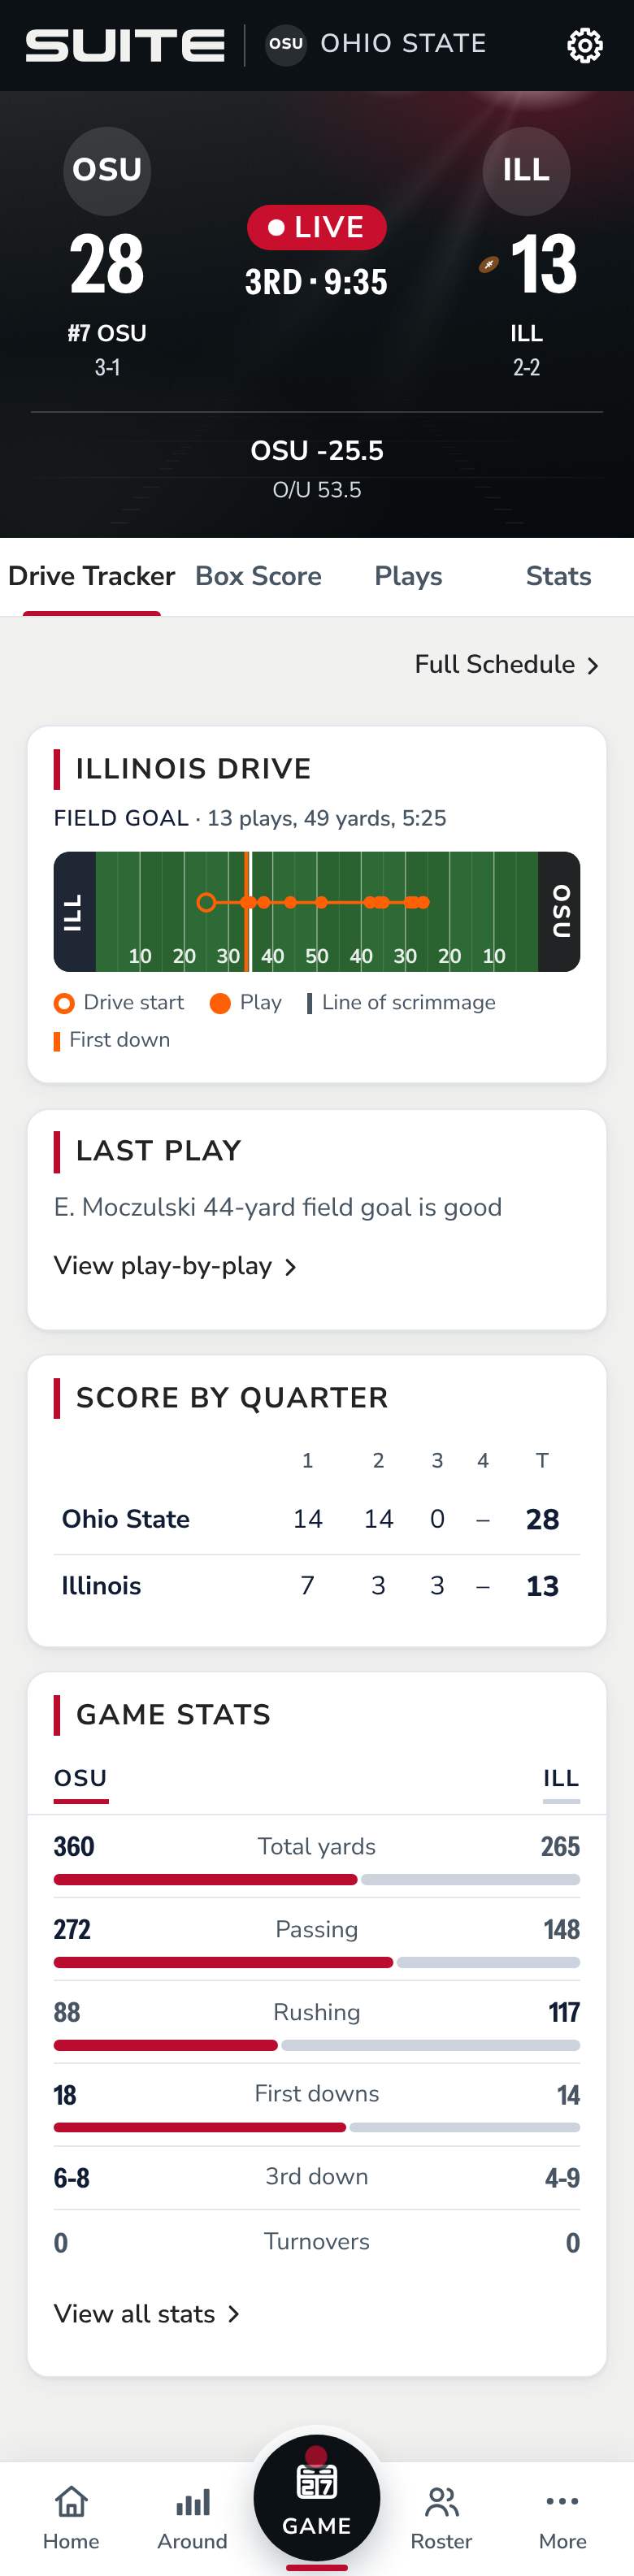 SUITE
OSU OHIO STATE
OSU
ILL
28
LIVE
3RD · 9:35
13
#7 OSU
3-1
ILL
2-2
OSU -25.5
O/U 53.5
Drive Tracker Box Score Plays Stats
Full Schedule
ILLINOIS DRIVE
FIELD GOAL · 13 plays, 49 yards, 5:25
ILL
10 20 30 40 50 40 30 20 10
OSU
Drive start Play Line of scrimmage
First down
LAST PLAY
E. Moczulski 44-yard field goal is good
View play-by-play
SCORE BY QUARTER
1 2 3 4 T
Ohio State 14 14 0 – 28
Illinois 7 3 3 – 13
GAME STATS
OSU ILL
360 Total yards 265
272 Passing 148
88 Rushing 117
18 First downs 14
6-8 3rd down 4-9
0 Turnovers 0
View all stats
27
Home Around GAME Roster More